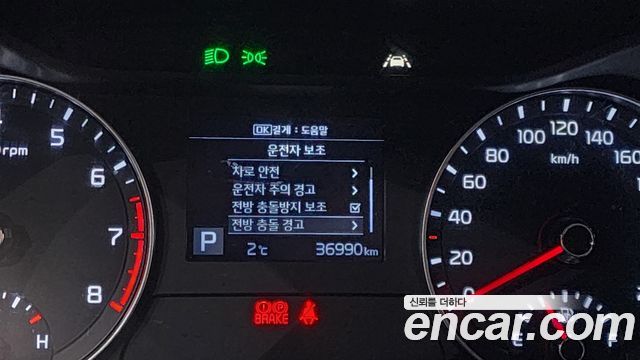 OK길게 : 도움말
운전자 보조
차로 안전
운전자 주의 경고
전방 충돌방지 보조
전방 충돌 경고
P 2℃ 36990 km
5 6 7 8
rpm
H
0 20 40 60 80 100 120 140 160
km/h
BRAKE
E F
신뢰를 더하다
encar.com